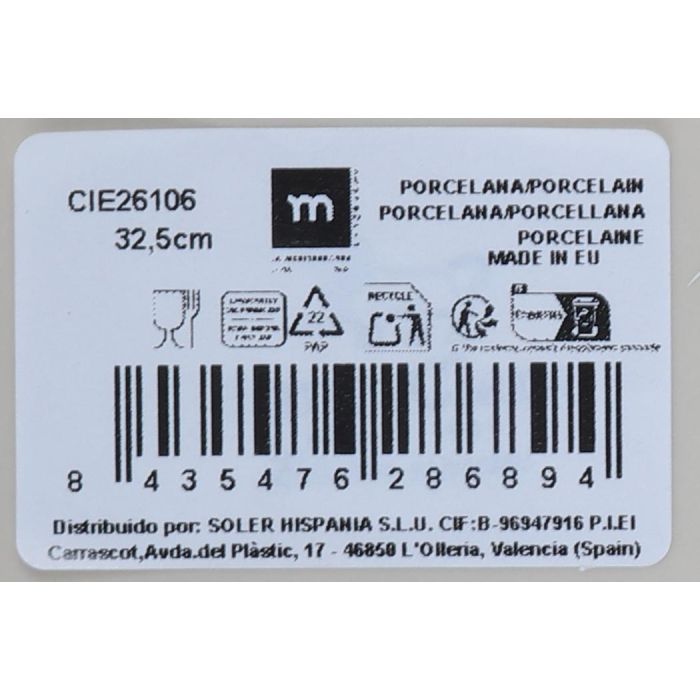 CIE26106
32,5cm
m
PORCELANA/PORCELAIN
PORCELANA/PORCELLANA
PORCELAINE
MADE IN EU
22
PAP
RECYCLE
8 435476 286894
Distribuido por: SOLER HISPANIA S.L.U. CIF:B-96947916 P.I.El
Carrascot,Avda.del Plàstic, 17 - 46850 L'Olleria, Valencia (Spain)